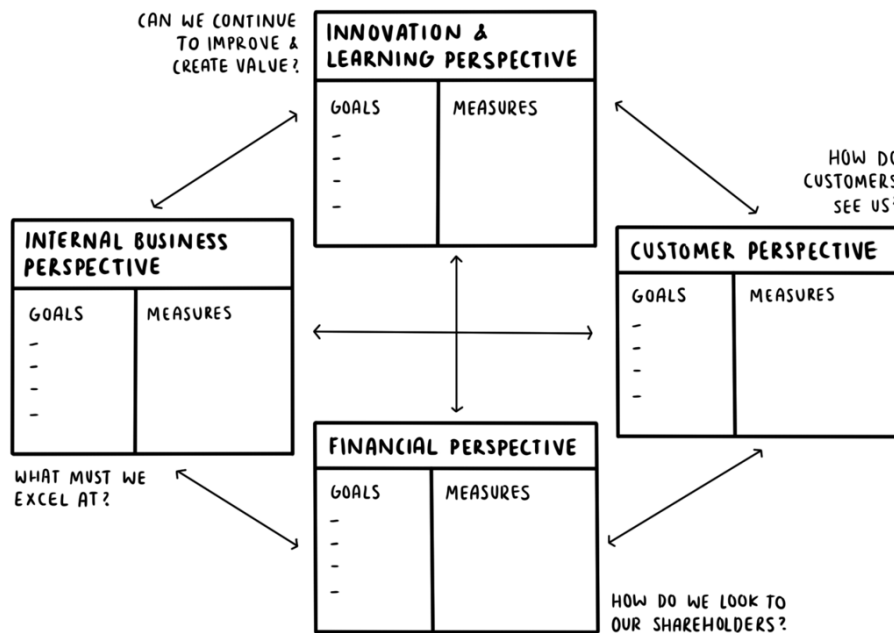 CAN WE CONTINUE
TO IMPROVE &
CREATE VALUE?
INNOVATION &
LEARNING PERSPECTIVE
GOALS
-
-
-
-
MEASURES
HOW DO
CUSTOMERS
SEE US?
INTERNAL BUSINESS
PERSPECTIVE
GOALS
-
-
-
-
MEASURES
WHAT MUST WE
EXCEL AT?
CUSTOMER PERSPECTIVE
GOALS
-
-
-
-
MEASURES
FINANCIAL PERSPECTIVE
GOALS
-
-
-
-
MEASURES
HOW DO WE LOOK TO
OUR SHAREHOLDERS?